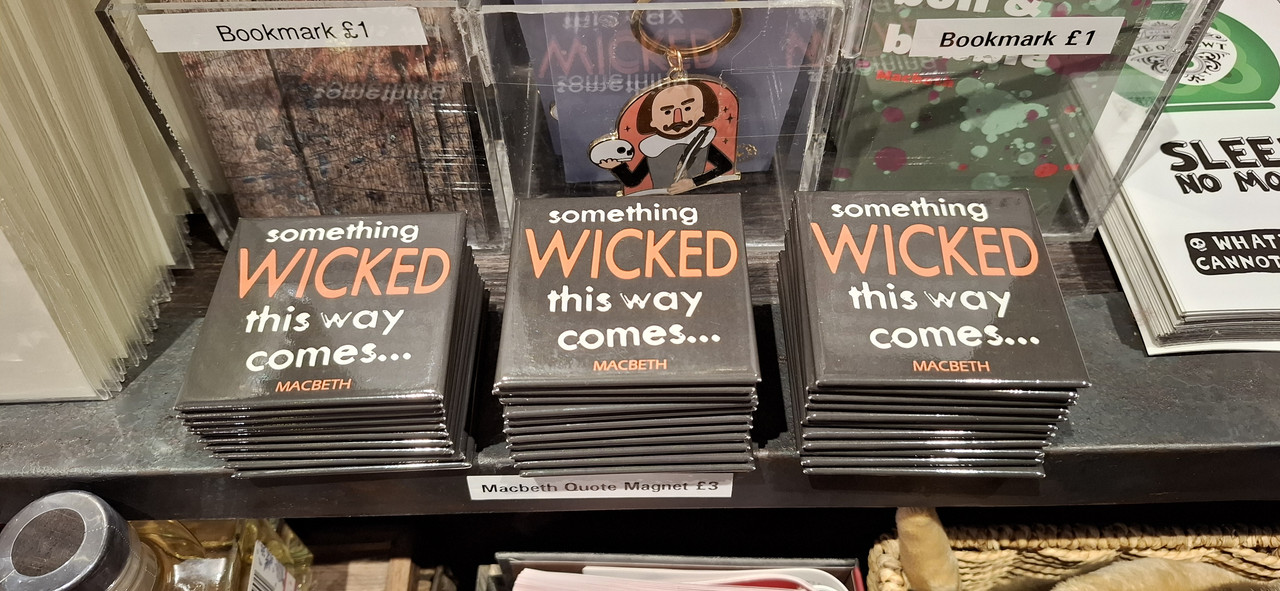 Bookmark £1
Bookmark £1
something
WICKED
this way
comes...
MACBETH
something
WICKED
this way
comes...
MACBETH
something
WICKED
this way
comes...
MACBETH
Macbeth Quote Magnet £3
NO MO
WHAT
CANNOT